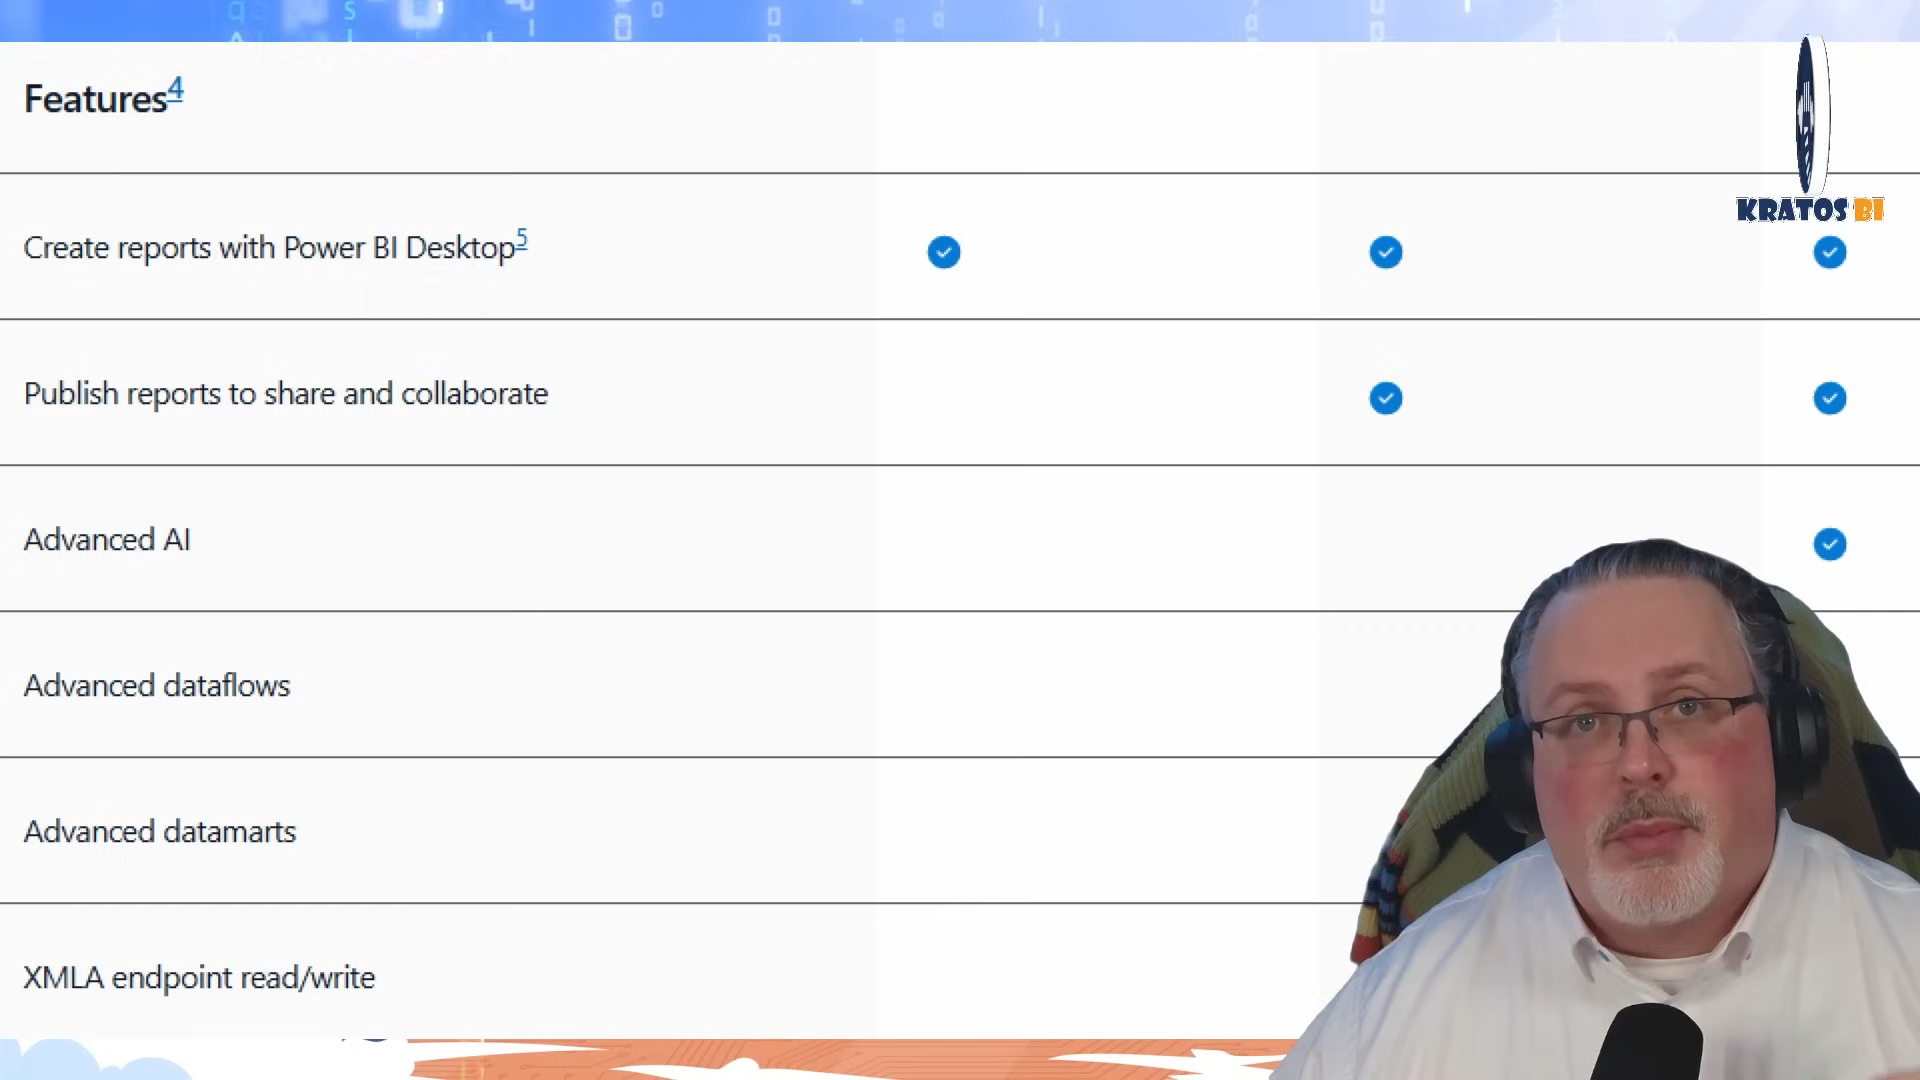 Features4
KRATOS BI
Create reports with Power BI Desktop5
Publish reports to share and collaborate
Advanced AI
Advanced dataflows
Advanced datamarts
XMLA endpoint read/write